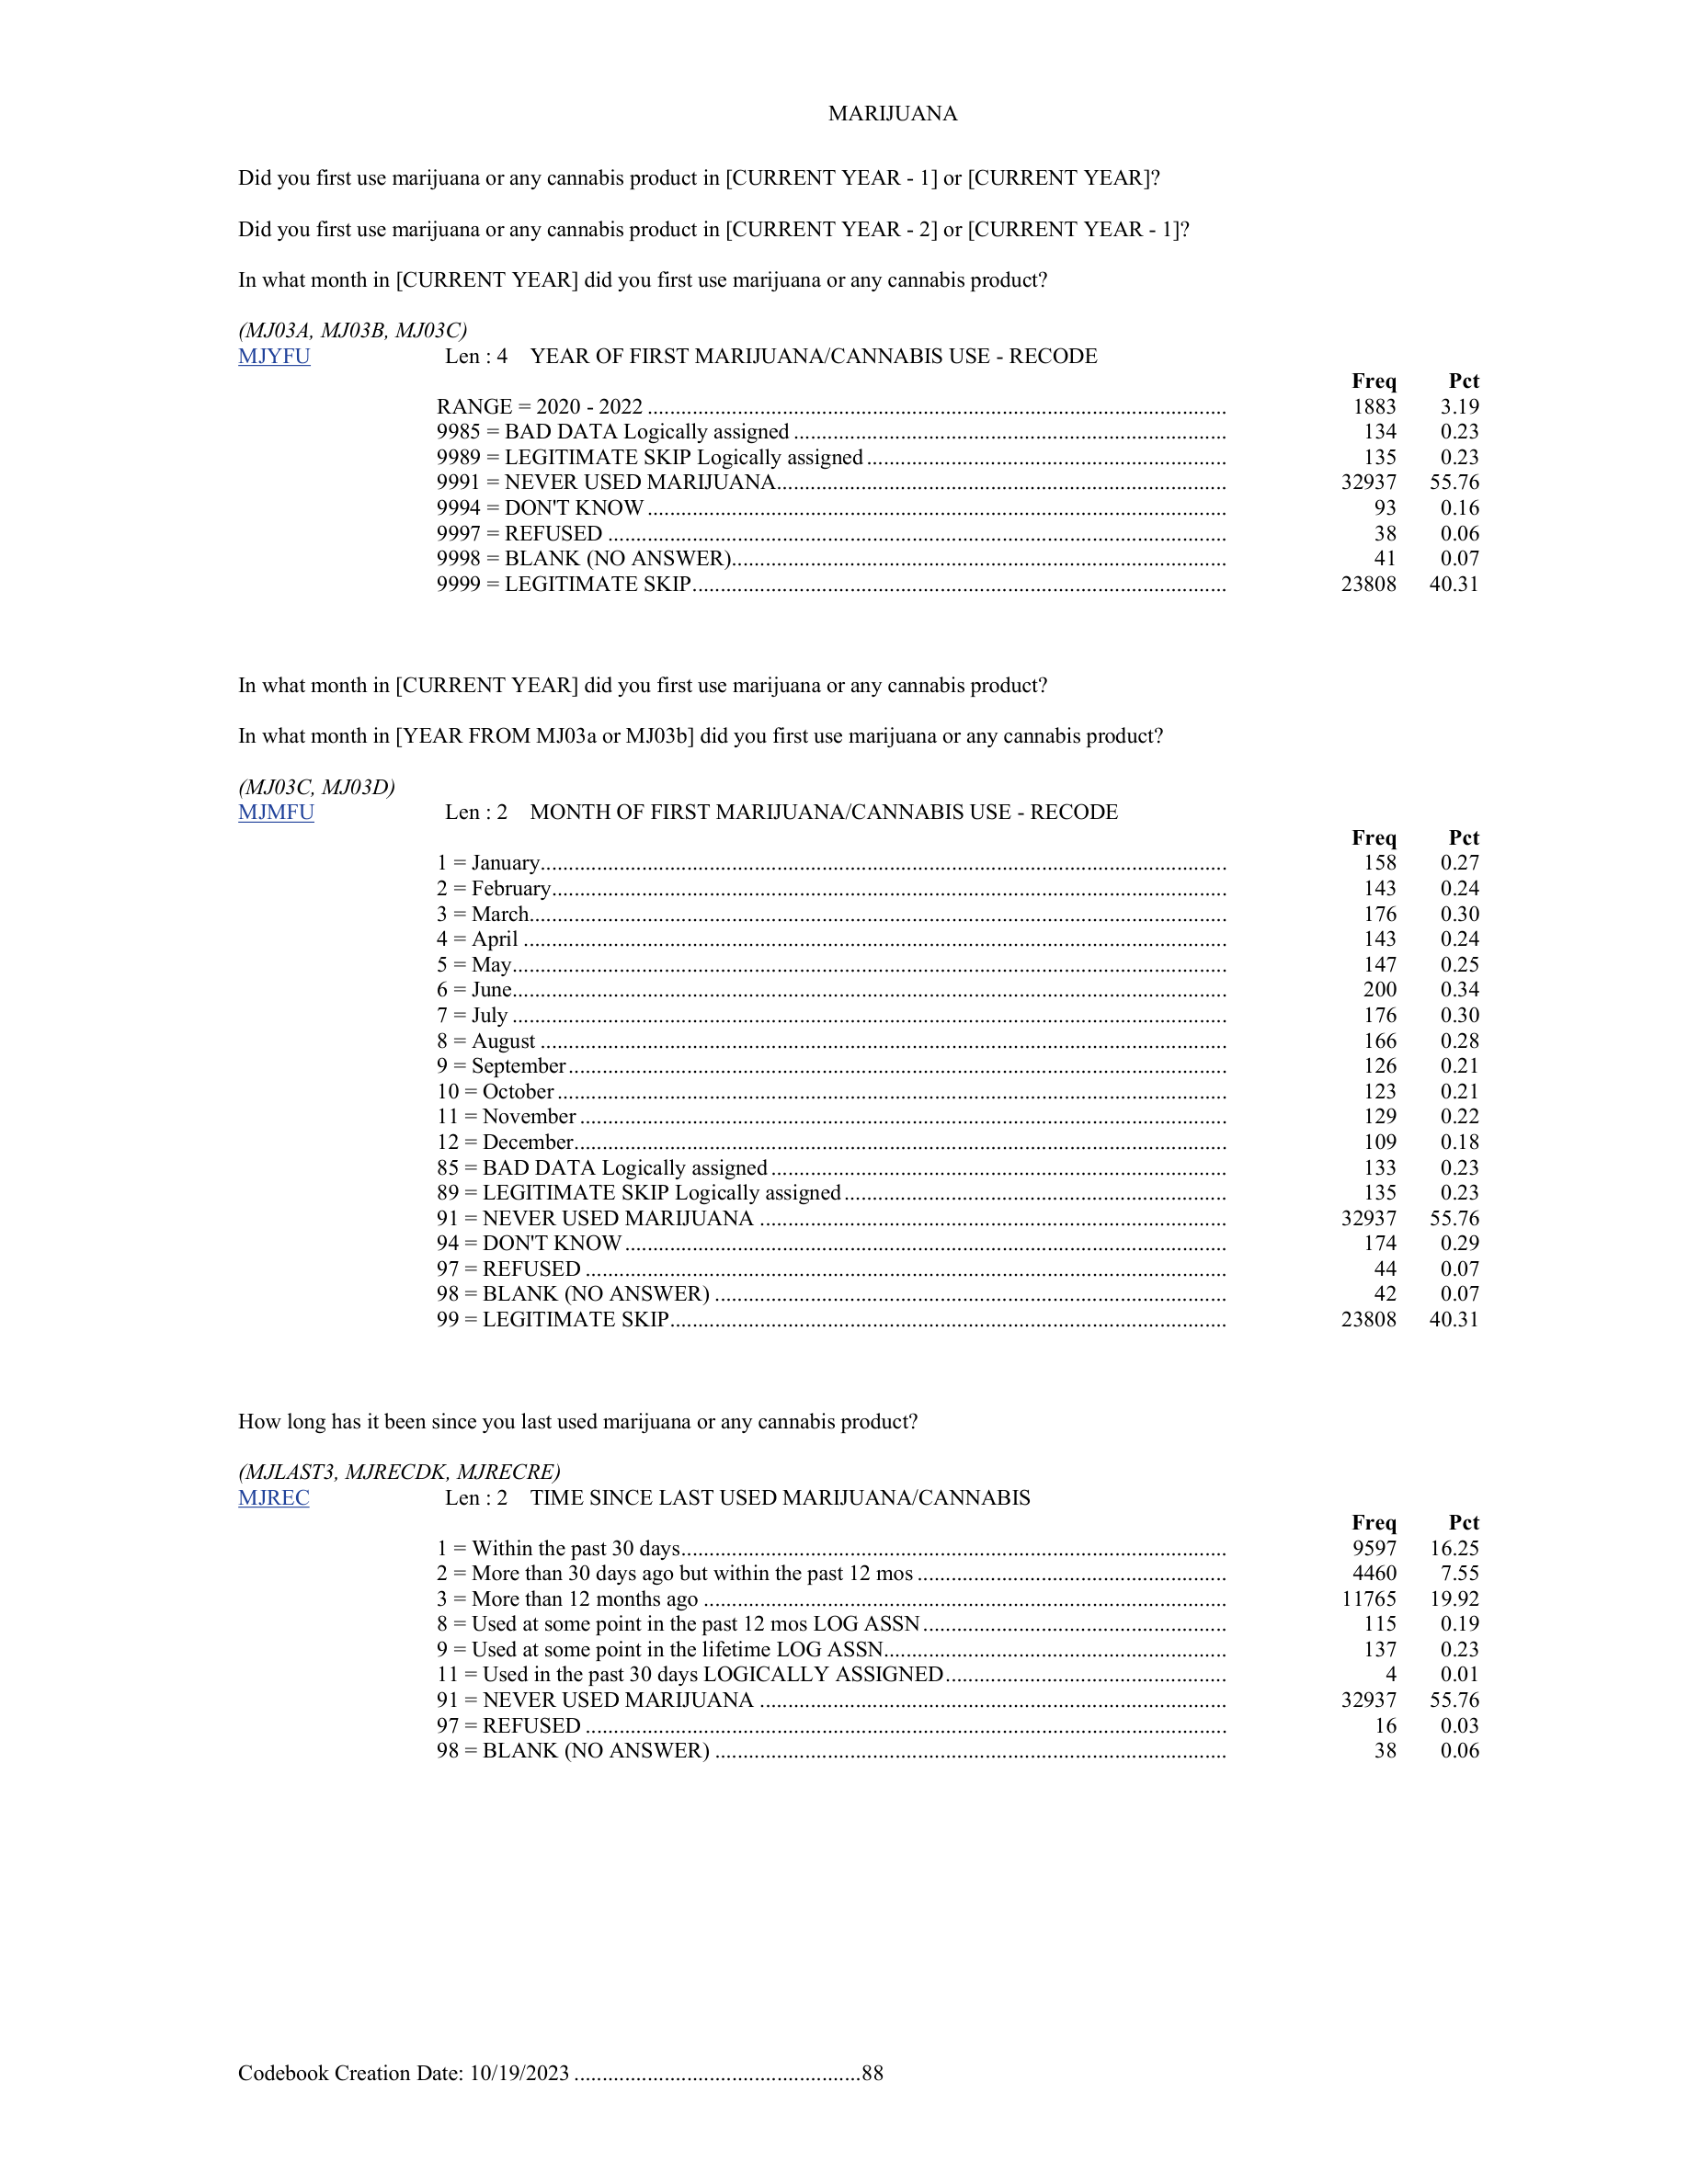 MARIJUANA
Did you first use marijuana or any cannabis product in [CURRENT YEAR - 1] or [CURRENT YEAR]?
Did you first use marijuana or any cannabis product in [CURRENT YEAR - 2] or [CURRENT YEAR - 1]?
In what month in [CURRENT YEAR] did you first use marijuana or any cannabis product?
(MJ03A, MJ03B, MJ03C)
MJYFU Len : 4 YEAR OF FIRST MARIJUANA/CANNABIS USE - RECODE
Freq Pct
RANGE = 2020 - 2022 ........ 1883 3.19
9985 = BAD DATA Logically assigned ........ 134 0.23
9989 = LEGITIMATE SKIP Logically assigned ........ 135 0.23
9991 = NEVER USED MARIJUANA ........ 32937 55.76
9994 = DON'T KNOW ........ 93 0.16
9997 = REFUSED ........ 38 0.06
9998 = BLANK (NO ANSWER) ........ 41 0.07
9999 = LEGITIMATE SKIP ........ 23808 40.31
In what month in [CURRENT YEAR] did you first use marijuana or any cannabis product?
In what month in [YEAR FROM MJ03a or MJ03b] did you first use marijuana or any cannabis product?
(MJ03C, MJ03D)
MJMFU Len : 2 MONTH OF FIRST MARIJUANA/CANNABIS USE - RECODE
Freq Pct
1 = January ........ 158 0.27
2 = February ........ 143 0.24
3 = March ........ 176 0.30
4 = April ........ 143 0.24
5 = May ........ 147 0.25
6 = June ........ 200 0.34
7 = July ........ 176 0.30
8 = August ........ 166 0.28
9 = September ........ 126 0.21
10 = October ........ 123 0.21
11 = November ........ 129 0.22
12 = December ........ 109 0.18
85 = BAD DATA Logically assigned ........ 133 0.23
89 = LEGITIMATE SKIP Logically assigned ........ 135 0.23
91 = NEVER USED MARIJUANA ........ 32937 55.76
94 = DON'T KNOW ........ 174 0.29
97 = REFUSED ........ 44 0.07
98 = BLANK (NO ANSWER) ........ 42 0.07
99 = LEGITIMATE SKIP ........ 23808 40.31
How long has it been since you last used marijuana or any cannabis product?
(MJLAST3, MJRECDK, MJRECRE)
MJREC Len : 2 TIME SINCE LAST USED MARIJUANA/CANNABIS
Freq Pct
1 = Within the past 30 days ........ 9597 16.25
2 = More than 30 days ago but within the past 12 mos ........ 4460 7.55
3 = More than 12 months ago ........ 11765 19.92
8 = Used at some point in the past 12 mos LOG ASSN ........ 115 0.19
9 = Used at some point in the lifetime LOG ASSN ........ 137 0.23
11 = Used in the past 30 days LOGICALLY ASSIGNED ........ 4 0.01
91 = NEVER USED MARIJUANA ........ 32937 55.76
97 = REFUSED ........ 16 0.03
98 = BLANK (NO ANSWER) ........ 38 0.06
Codebook Creation Date: 10/19/2023 ........88